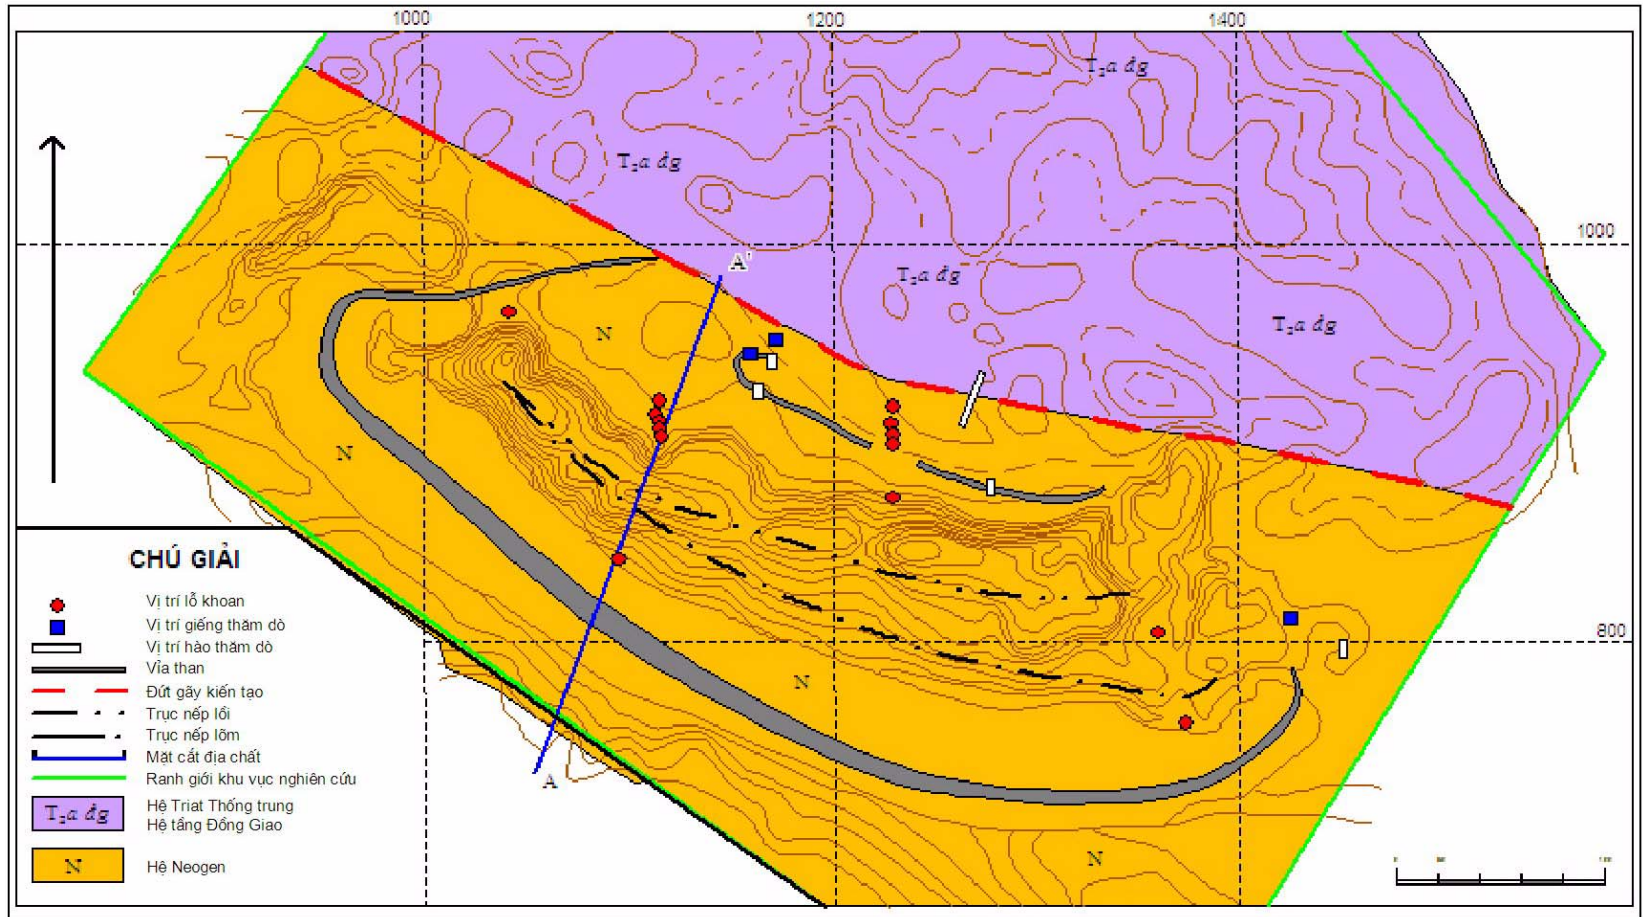 1000
1200
1400
T₂a đg
T₂a đg
1000
A'
T₂a đg
T₂a đg
N
N
800
N
A
N
CHÚ GIẢI
Vị trí lỗ khoan
Vị trí giếng thăm dò
Vị trí hào thăm dò
Vỉa than
Đứt gãy kiến tạo
Trục nếp lồi
Trục nếp lõm
Mặt cắt địa chất
Ranh giới khu vực nghiên cứu
T₂a đg
Hệ Triat Thống trung
Hệ tầng Đồng Giao
N
Hệ Neogen